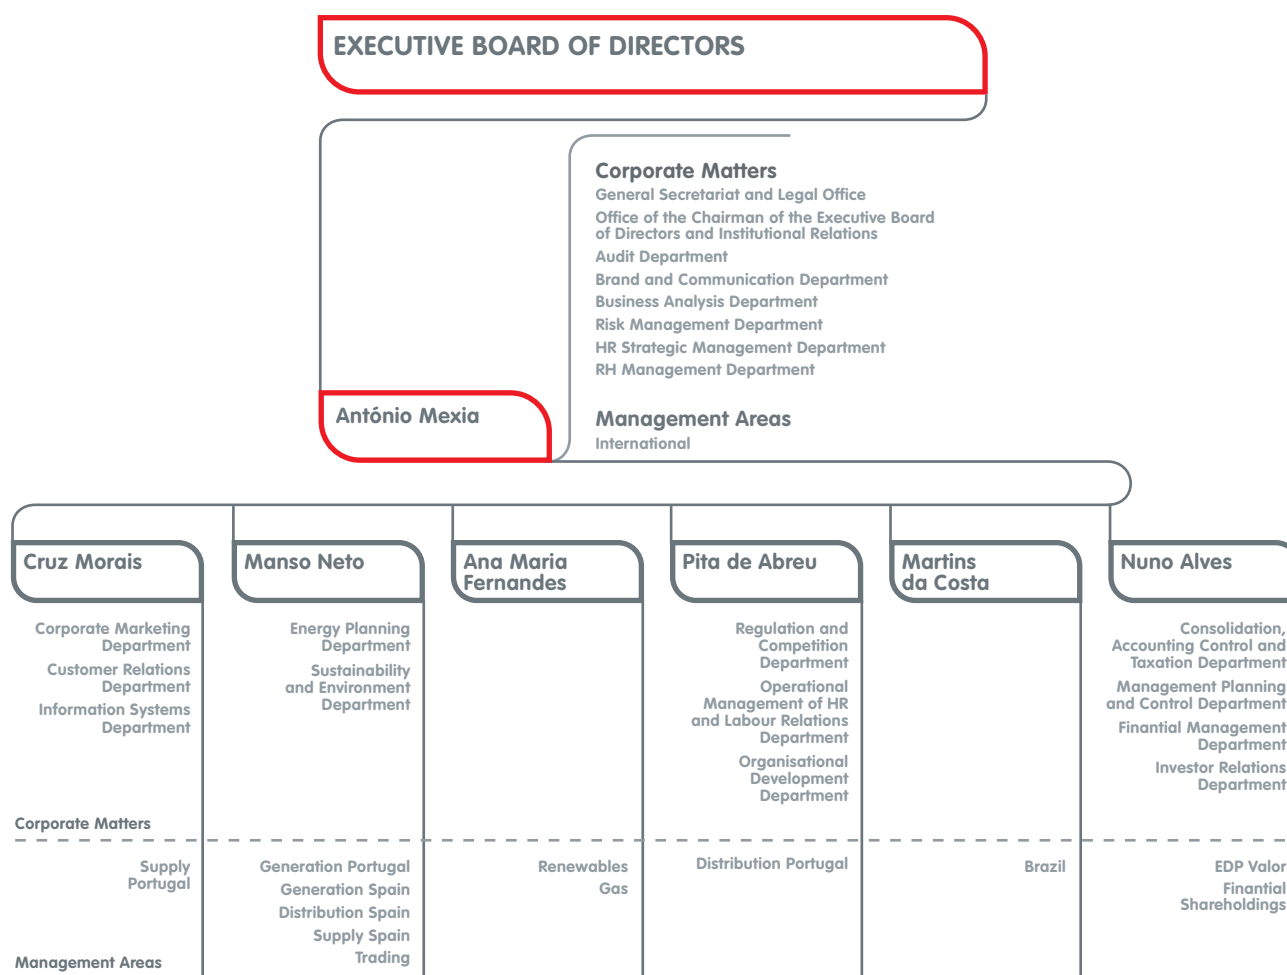 EXECUTIVE BOARD OF DIRECTORS
Corporate Matters
General Secretariat and Legal Office
Office of the Chairman of the Executive Board
of Directors and Institutional Relations
Audit Department
Brand and Communication Department
Business Analysis Department
Risk Management Department
HR Strategic Management Department
RH Management Department
António Mexia
Management Areas
International
Cruz Morais
Corporate Marketing
Department
Customer Relations
Department
Information Systems
Department
Manso Neto
Energy Planning
Department
Sustainability
and Environment
Department
Ana Maria
Fernandes
Pita de Abreu
Regulation and
Competition
Department
Operational
Management of HR
and Labour Relations
Department
Organisational
Development
Department
Martins
da Costa
Nuno Alves
Consolidation,
Accounting Control and
Taxation Department
Management Planning
and Control Department
Finantial Management
Department
Investor Relations
Department
Corporate Matters
Supply
Portugal
Generation Portugal
Generation Spain
Distribution Spain
Supply Spain
Trading
Renewables
Gas
Distribution Portugal
Brazil
EDP Valor
Finantial
Shareholdings
Management Areas